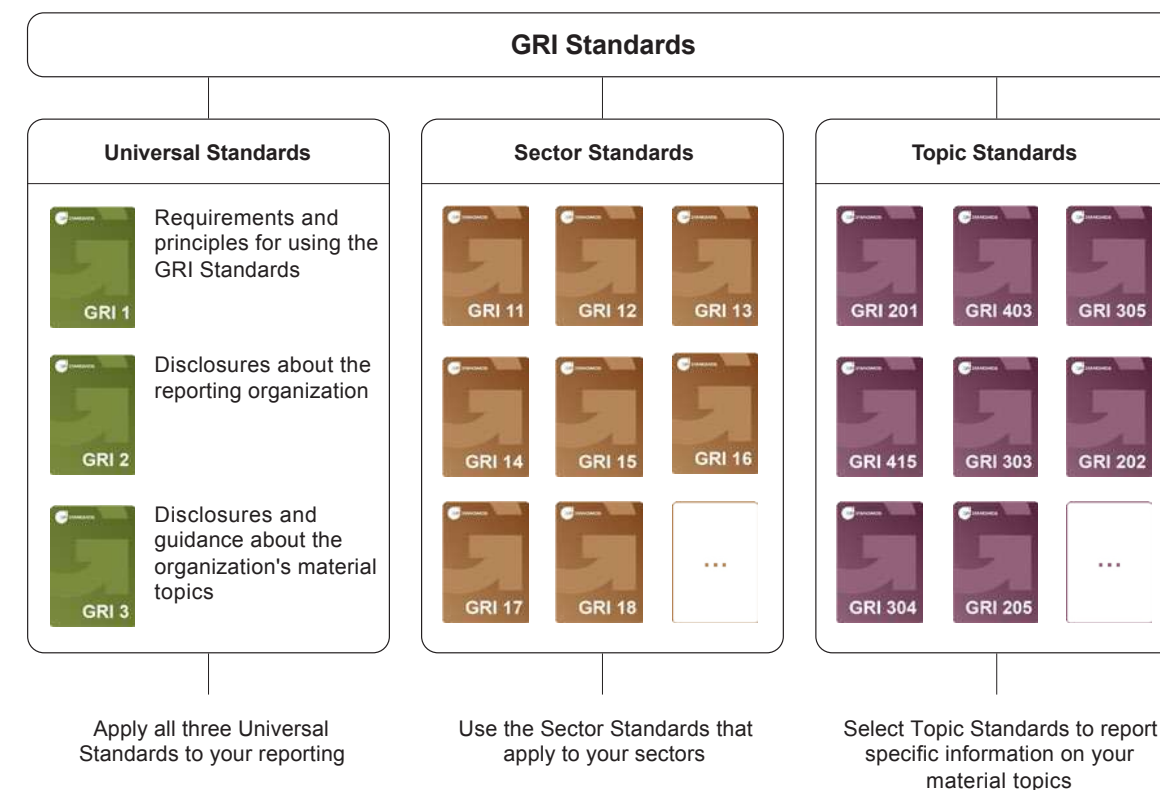 GRI Standards
Universal Standards
GRI 1
Requirements and
principles for using the
GRI Standards
GRI 2
Disclosures about the
reporting organization
GRI 3
Disclosures and
guidance about the
organization's material
topics
Apply all three Universal
Standards to your reporting
Sector Standards
GRI 11 GRI 12 GRI 13
GRI 14 GRI 15 GRI 16
GRI 17 GRI 18 ...
Use the Sector Standards that
apply to your sectors
Topic Standards
GRI 201 GRI 403 GRI 305
GRI 415 GRI 303 GRI 202
GRI 304 GRI 205 ...
Select Topic Standards to report
specific information on your
material topics